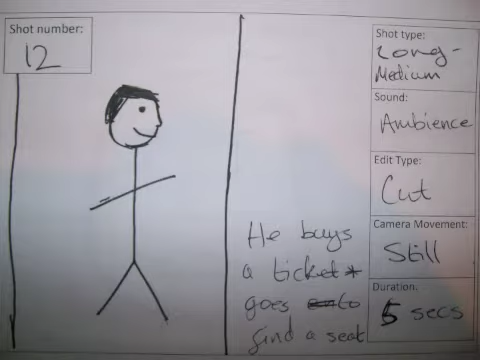 Shot number:
12
He buys
a ticket *
goes to
find a seat
Shot type:
Long-
Medium
Sound:
Ambience
Edit Type:
Cut
Camera Movement:
Still
Duration.
5 secs